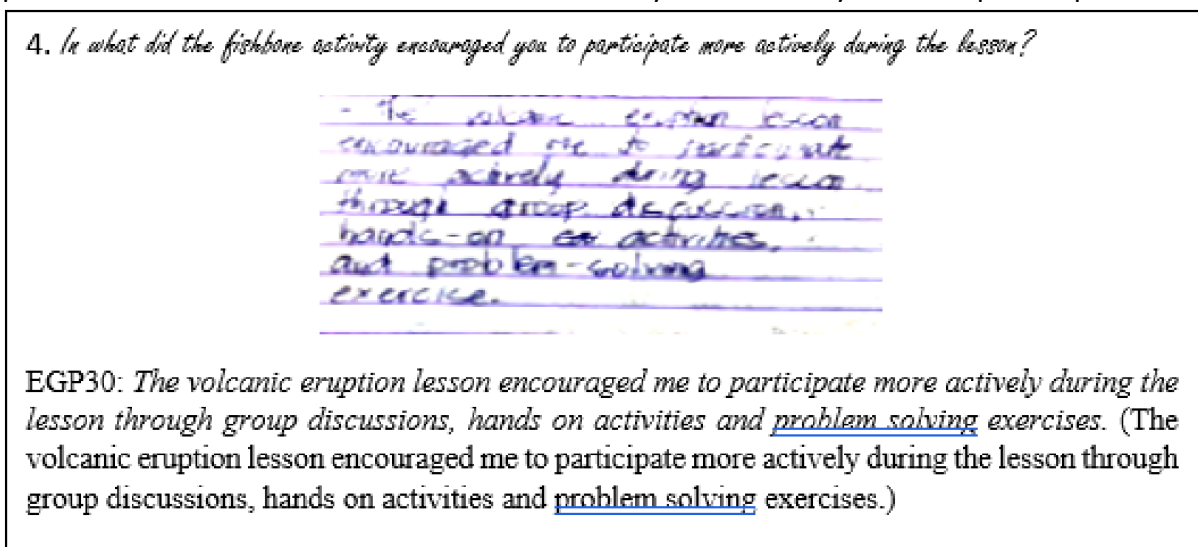 4. In what did the fishbone activity encouraged you to participate more actively during the lesson?
- The volcanic eruption lesson
encouraged me to participate
more actively during lesson
through group discussion,
hands-on activities,
and problem-solving
exercise.
EGP30: The volcanic eruption lesson encouraged me to participate more actively during the
lesson through group discussions, hands on activities and problem solving exercises. (The
volcanic eruption lesson encouraged me to participate more actively during the lesson through
group discussions, hands on activities and problem solving exercises.)